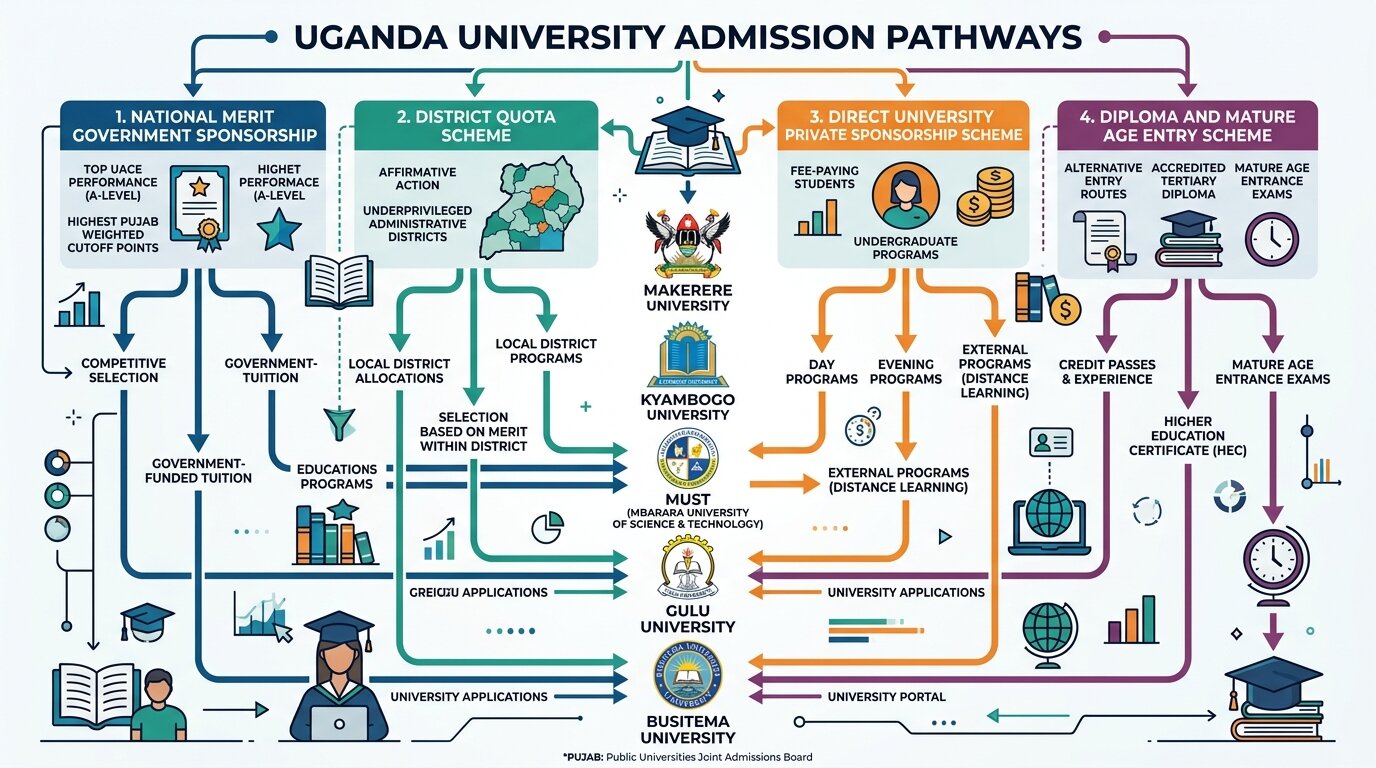 UGANDA UNIVERSITY ADMISSION PATHWAYS
1. NATIONAL MERIT
GOVERNMENT SPONSORSHIP
TOP UACE
PERFORMANCE
(A-LEVEL)
HIGHEST PUJAB
WEIGHTED
CUTOFF POINTS
HIGHET
PERFORMACE
(A-LEVEL
2. DISTRICT QUOTA
SCHEME
AFFIRMATIVE
ACTION
UNDERPRIVILEGED
ADMINISTRATIVE
DISTRICTS
3. DIRECT UNIVERSITY
PRIVATE SPONSORSHIP SCHEME
FEE-PAYING
STUDENTS
$
$
UNDERGRADUATE
PROGRAMS
4. DIPLOMA AND MATURE
AGE ENTRY SCHEME
ALTERNATIVE
ENTRY
ROUTES
ACCREDITED
TERTIARY
DIPLOMA
MATURE AGE
ENTRANCE
EXAMS
MAKERERE
UNIVERSITY
COMPETITIVE
SELECTION
GOVERNMENT-
TUITION
LOCAL DISTRICT
ALLOCATIONS
LOCAL DISTRICT
PROGRAMS
KYAMBOGO
UNIVERSITY
DAY
PROGRAMS
EVENING
PROGRAMS
EXTERNAL
PROGRAMS
(DISTANCE
LEARNING)
$
CREDIT PASSES
& EXPERIENCE
MATURE AGE
ENTRANCE EXAMS
SELECTION
BASED ON MERIT
WITHIN DISTRICT
$
HIGHER
EDUCATION
CERTIFICATE (HEC)
GOVERNMENT-
FUNDED TUITION
EDUCATIONS
PROGRAMS
MUST
(MBARARA UNIVERSITY
OF SCIENCE & TECHNOLOGY)
EXTERNAL PROGRAMS
(DISTANCE LEARNING)
APPLICATIONS
UNIVERSITY APPLICATIONS
GULU
UNIVERSITY
UNIVERSITY APPLICATIONS
UNIVERSITY PORTAL
BUSITEMA
UNIVERSITY
*PUJAB: Public Universities Joint Admissions Board